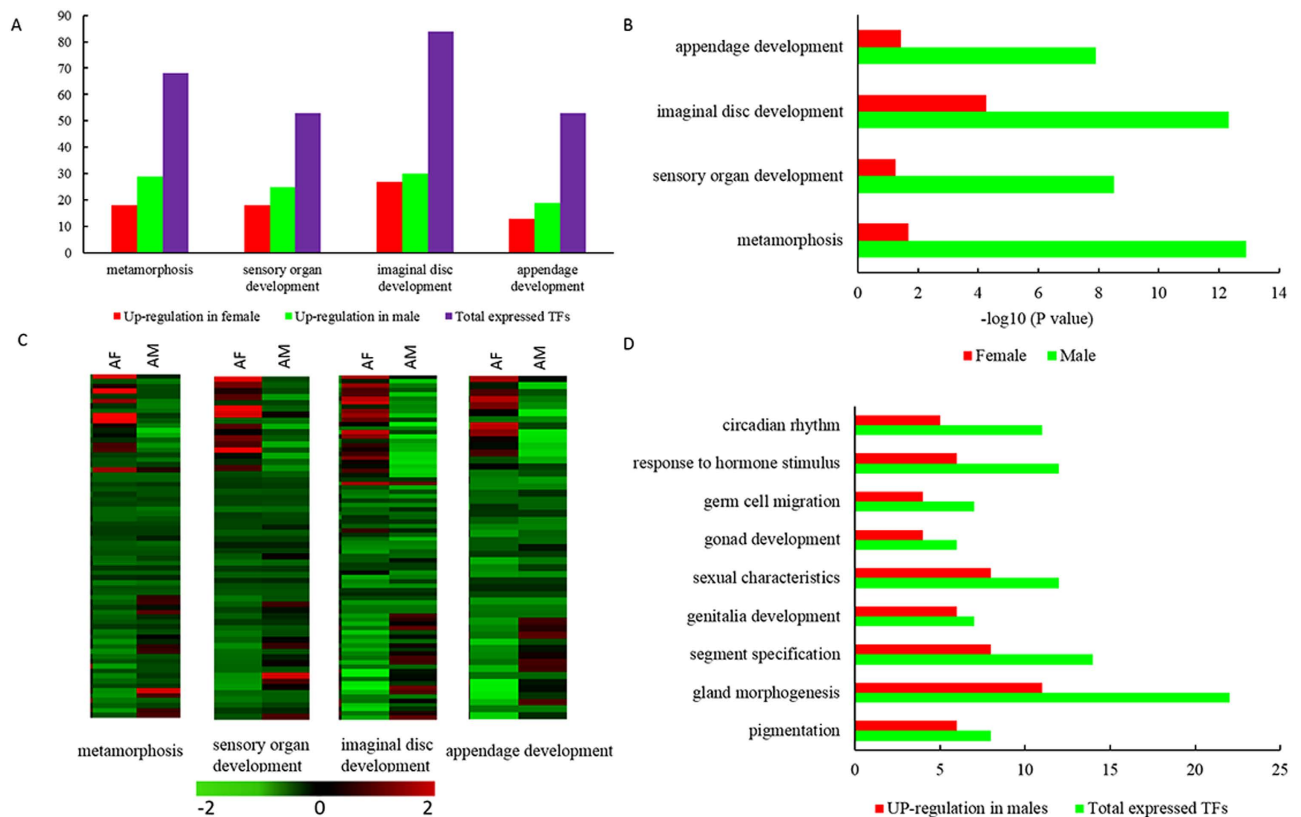 A
90
80
70
60
50
40
30
20
10
0
metamorphosis
sensory organ
development
imaginal disc
development
appendage
development
Up-regulation in female
Up-regulation in male
Total expressed TFs
B
appendage development
imaginal disc development
sensory organ development
metamorphosis
0 2 4 6 8 10 12 14
-log10 (P value)
Female
Male
C
AF AM
AF AM
AF AM
AF AM
metamorphosis
sensory organ
development
imaginal disc
development
appendage development
-2 0 2
D
circadian rhythm
response to hormone stimulus
germ cell migration
gonad development
sexual characteristics
genitalia development
segment specification
gland morphogenesis
pigmentation
0 5 10 15 20 25
UP-regulation in males
Total expressed TFs